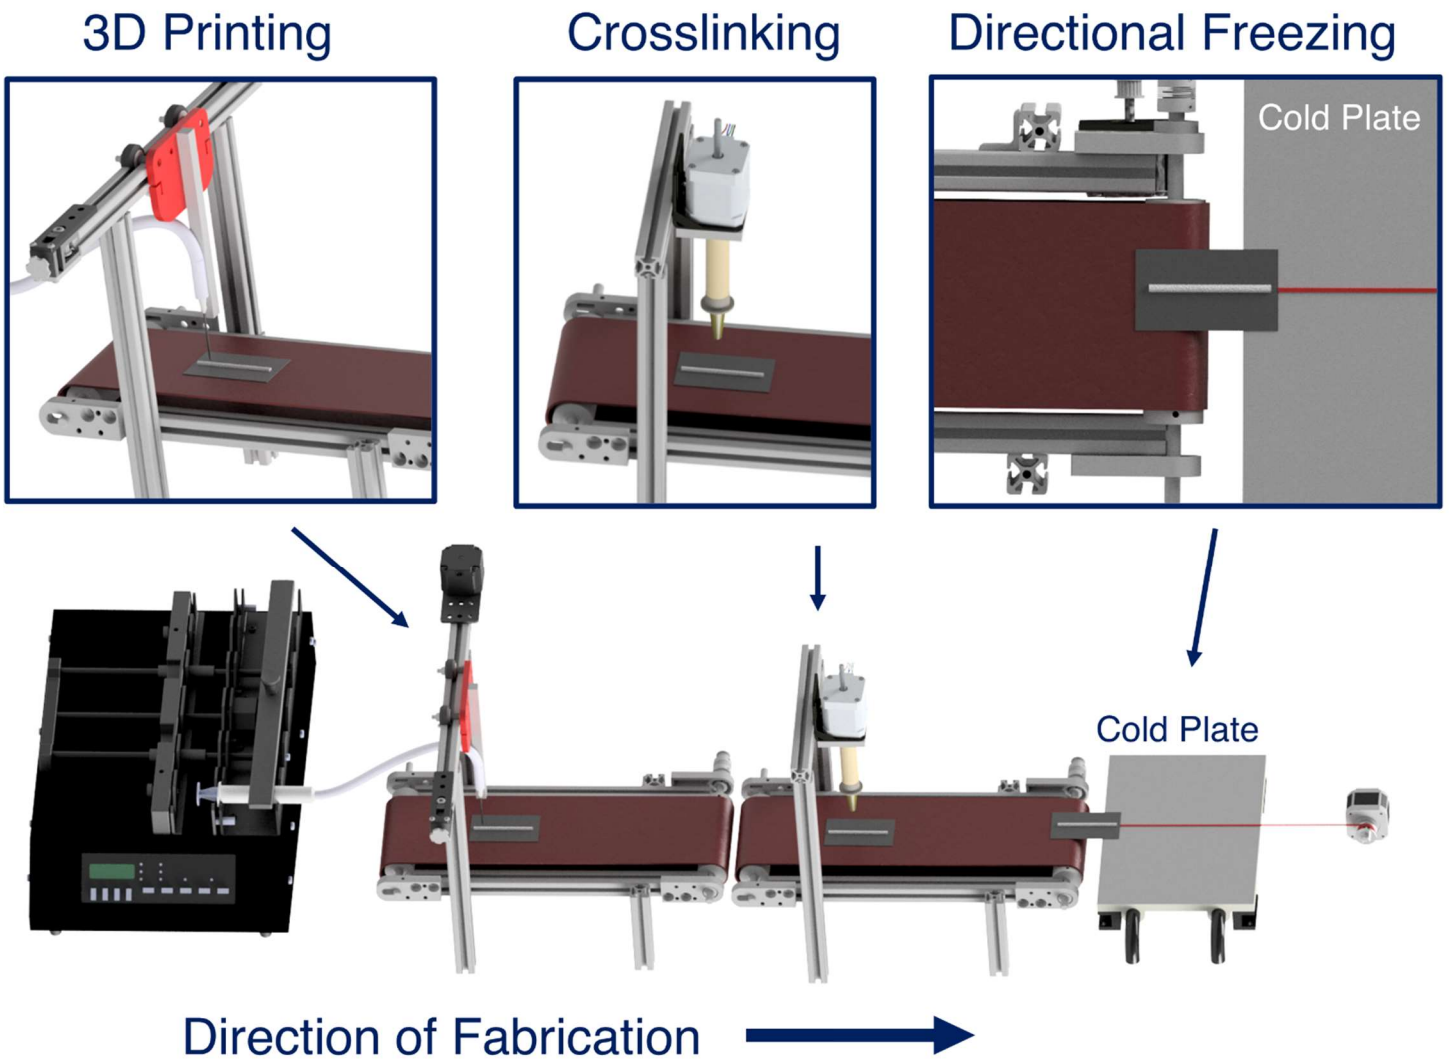 3D Printing
Crosslinking
Directional Freezing
Cold Plate
Cold Plate
Direction of Fabrication